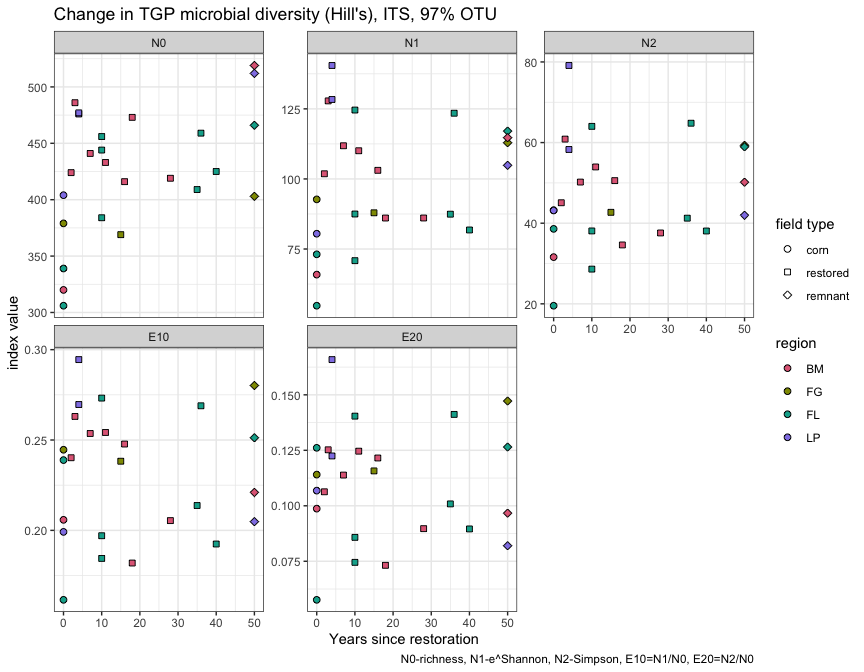 Change in TGP microbial diversity (Hill's), ITS, 97% OTU
N0
N1
N2
500
450
400
350
300
125
100
75
80
60
40
20
0 10 20 30 40 50
E10
E20
0.30
0.25
0.20
0.150
0.125
0.100
0.075
0 10 20 30 40 50
0 10 20 30 40 50
index value
Years since restoration
field type
corn
restored
remnant
region
BM
FG
FL
LP
N0-richness, N1-e^Shannon, N2-Simpson, E10=N1/N0, E20=N2/N0